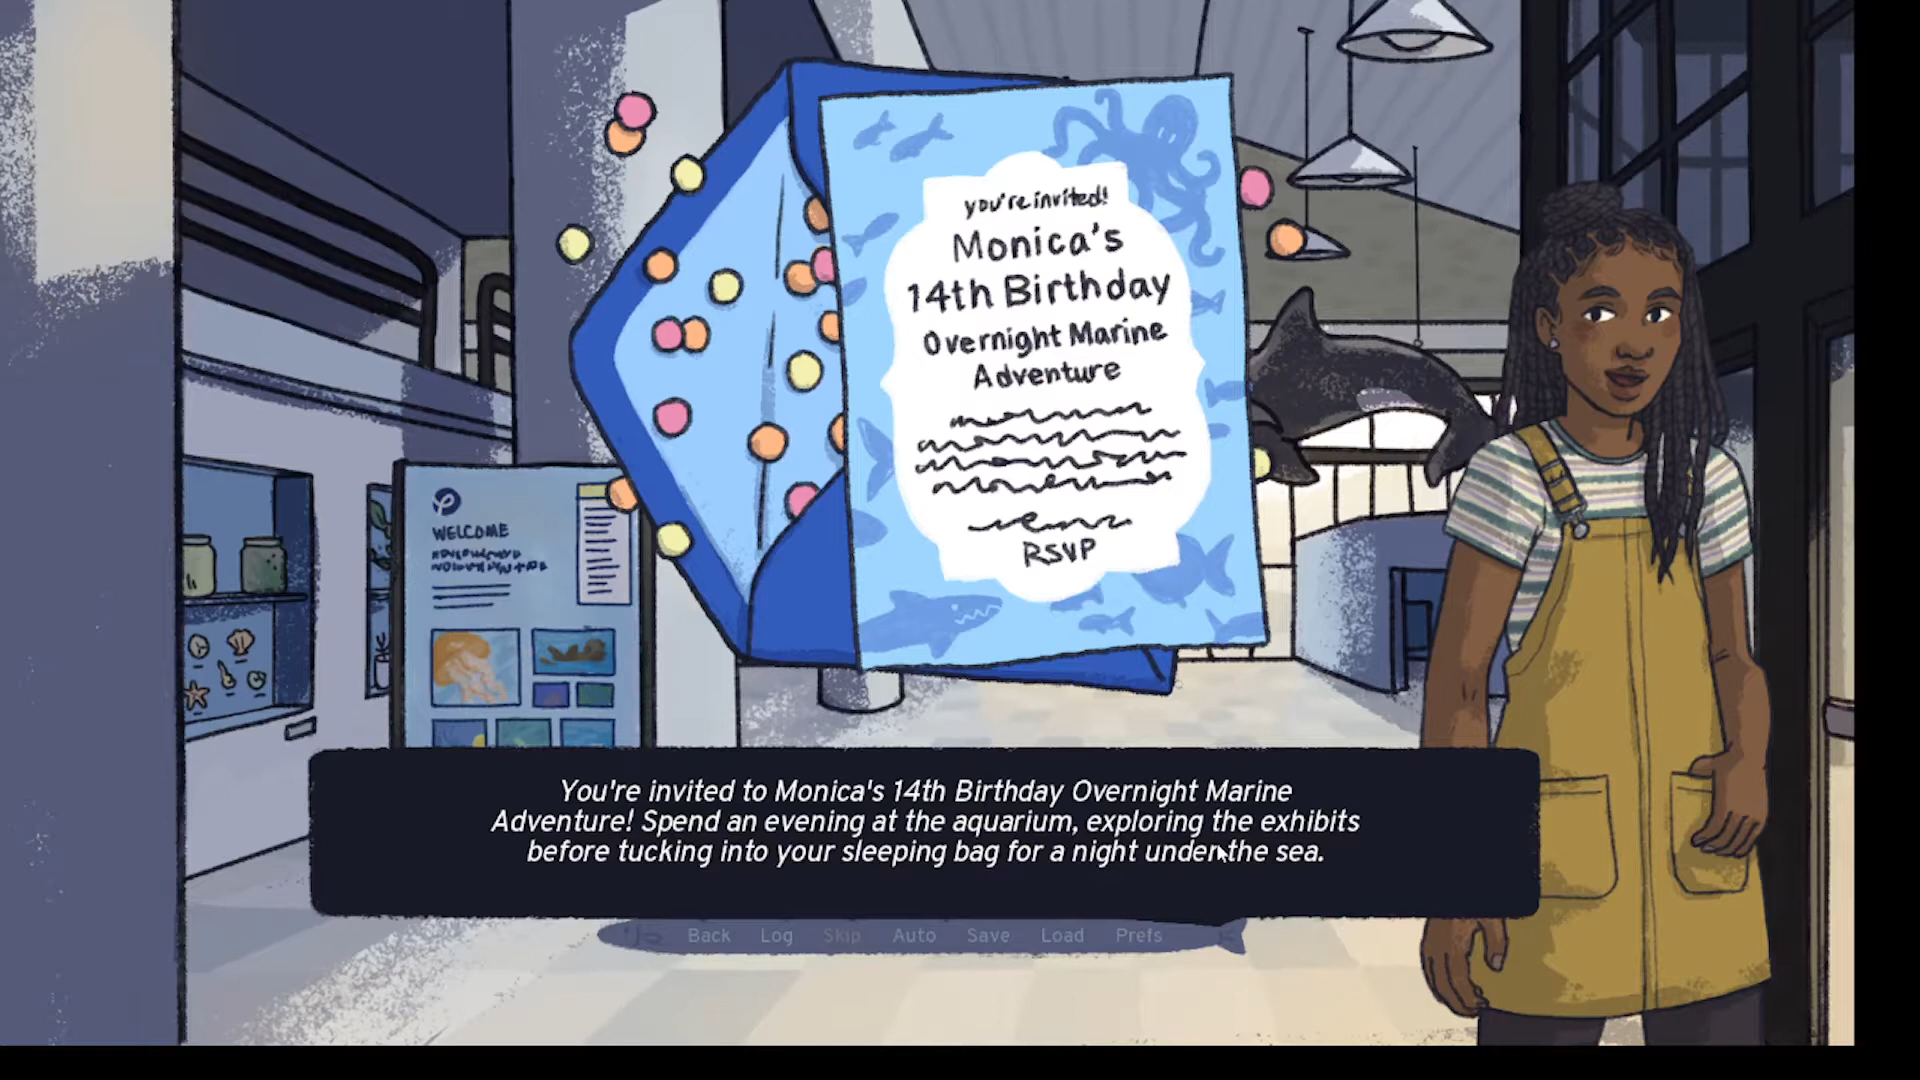 you're invited!
Monica's
14th Birthday
Overnight Marine
Adventure
RSVP
WELCOME
You're invited to Monica's 14th Birthday Overnight Marine
Adventure! Spend an evening at the aquarium, exploring the exhibits
before tucking into your sleeping bag for a night under the sea.
Back Log Skip Auto Save Load Prefs